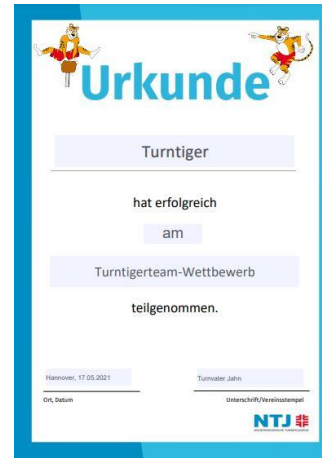 Urkunde
Turntiger
hat erfolgreich
am
Turntigerteam-Wettbewerb
teilgenommen.
Hannover, 17.05.2021 Turnvater Jahn
Ort, Datum Unterschrift/Vereinsstempel
NTJ